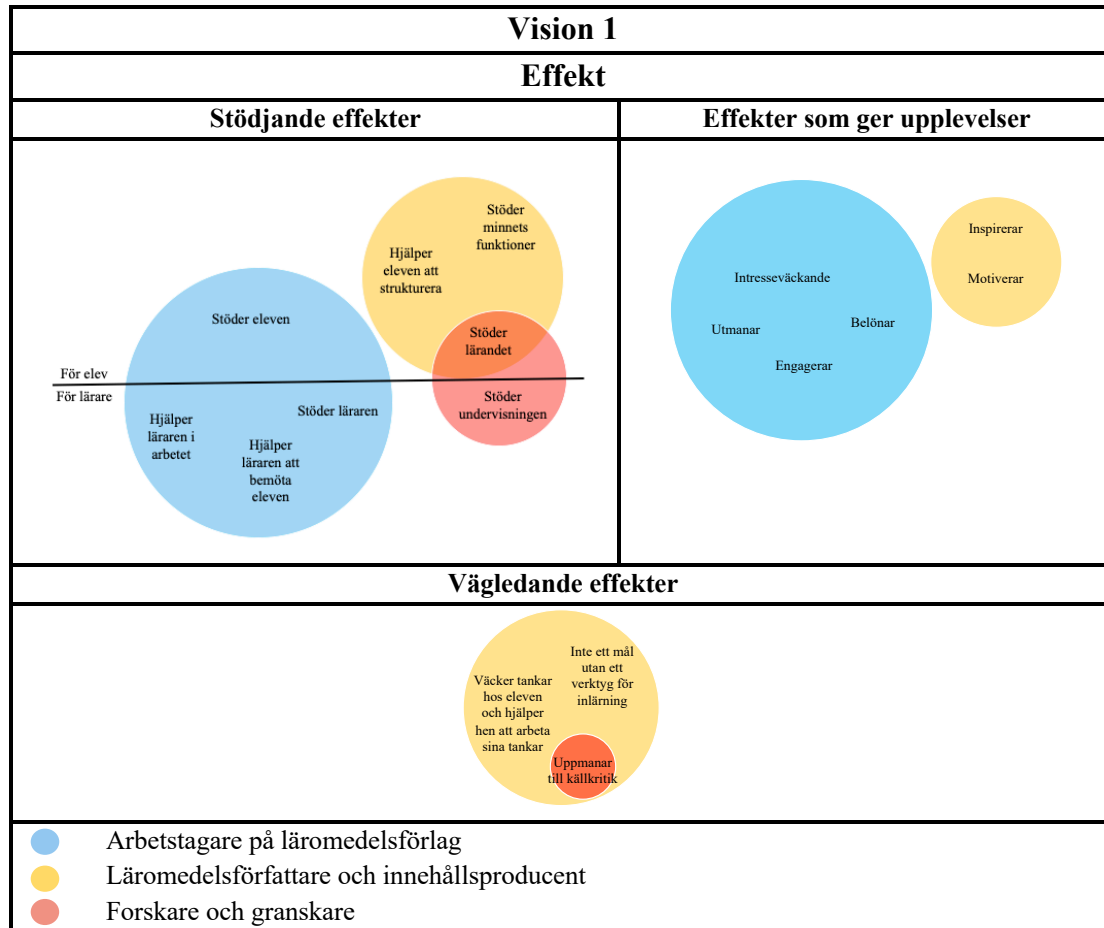 Vision 1
Effekt
Stödjande effekter
Effekter som ger upplevelser
Stöder
minnets
funktioner
Hjälper
eleven att
strukturera
Stöder eleven
Stöder
lärandet
För elev
För lärare
Stöder läraren
Stöder
undervisningen
Hjälper
läraren i
arbetet
Hjälper
läraren att
bemöta
eleven
Inspirerar
Motiverar
Intresseväckande
Utmanar
Belönar
Engagerar
Vägledande effekter
Inte ett mål
utan ett
verktyg för
inlärning
Väcker tankar
hos eleven
och hjälper
hen att arbeta
sina tankar
Uppmanar
till källkritik
Arbetstagare på läromedelsförlag
Läromedelsförfattare och innehållsproducent
Forskare och granskare